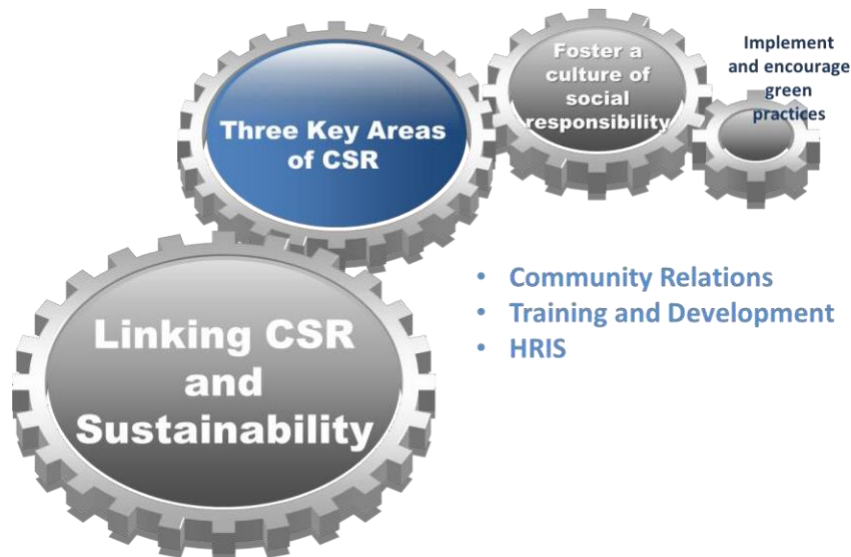 Three Key Areas
of CSR
Foster a
culture of
social
responsibility
Implement
and encourage
green
practices
Linking CSR
and
Sustainability
• Community Relations
• Training and Development
• HRIS